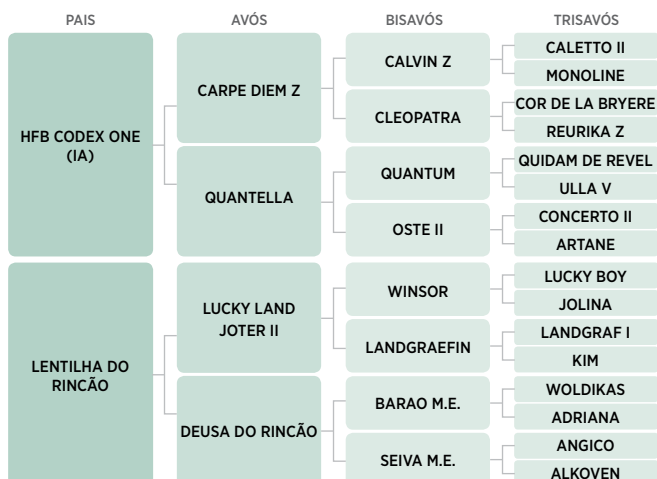 PAIS
AVÓS
BISAVÓS
TRISAVÓS
HFB CODEX ONE
(IA)
CARPE DIEM Z
CALVIN Z
CALETTO II
MONOLINE
CLEOPATRA
COR DE LA BRYERE
REURIKA Z
QUANTELLA
QUANTUM
QUIDAM DE REVEL
ULLA V
OSTE II
CONCERTO II
ARTANE
LENTILHA DO
RINCÃO
LUCKY LAND
JOTER II
WINSOR
LUCKY BOY
JOLINA
LANDGRAEFIN
LANDGRAF I
KIM
DEUSA DO RINCÃO
BARAO M.E.
WOLDIKAS
ADRIANA
SEIVA M.E.
ANGICO
ALKOVEN